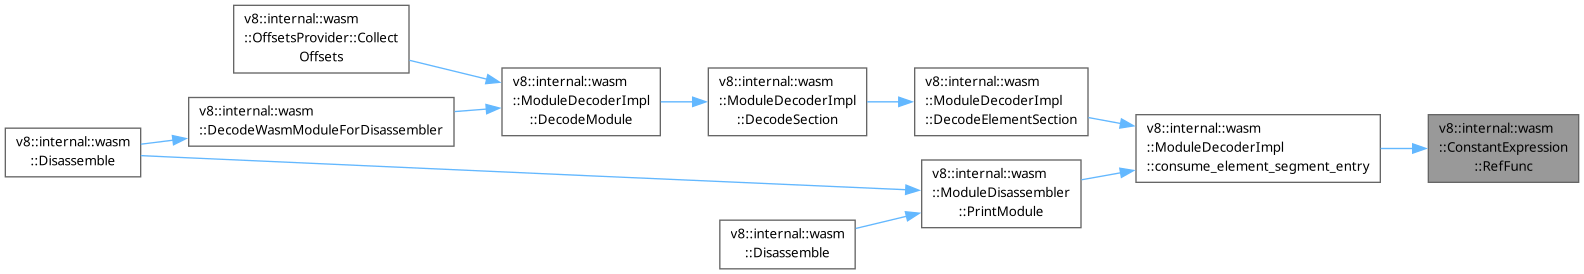 v8::internal::wasm
::OffsetsProvider::Collect
Offsets
v8::internal::wasm
::DecodeWasmModuleForDisassembler
v8::internal::wasm
::Disassemble
v8::internal::wasm
::ModuleDecoderImpl
::DecodeModule
v8::internal::wasm
::ModuleDecoderImpl
::DecodeSection
v8::internal::wasm
::ModuleDecoderImpl
::DecodeElementSection
v8::internal::wasm
::ModuleDisassembler
::PrintModule
v8::internal::wasm
::Disassemble
v8::internal::wasm
::ModuleDecoderImpl
::consume_element_segment_entry
v8::internal::wasm
::ConstantExpression
::RefFunc